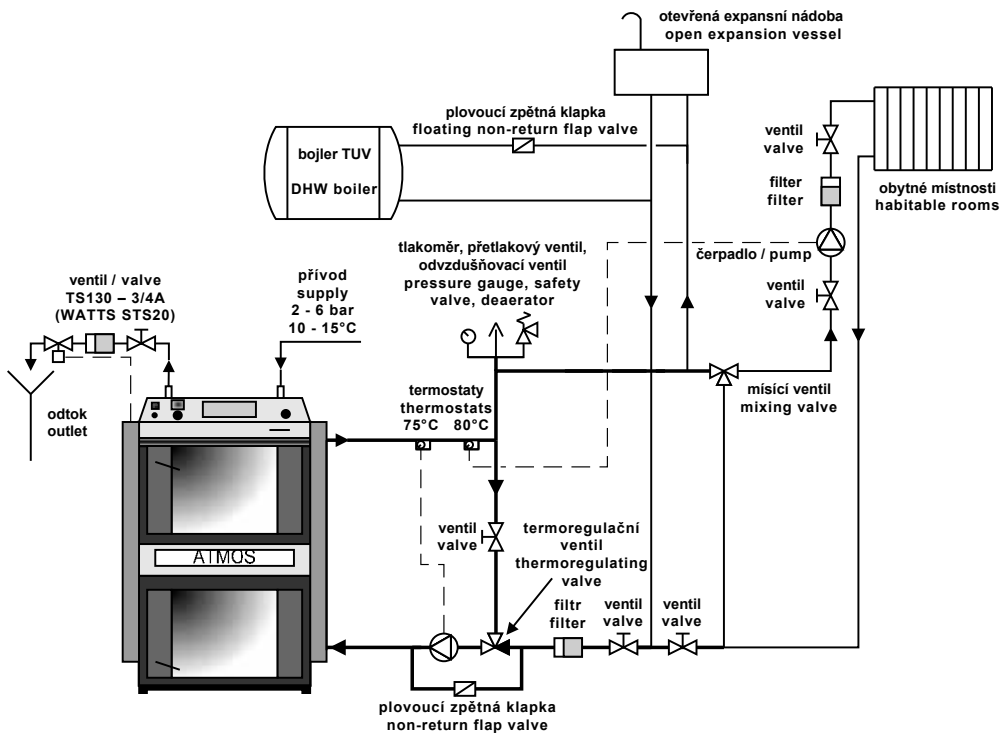 otevřená expansní nádoba
open expansion vessel
plovoucí zpětná klapka
floating non-return flap valve
bojler TUV
DHW boiler
ventil
valve
filter
filter
obytné místnosti
habitable rooms
tlakoměr, přetlakový ventil,
odvzdušňovací ventil
pressure gauge, safety
valve, deaerator
čerpadlo / pump
ventil
valve
ventil / valve
TS130 – 3/4A
(WATTS STS20)
přívod
supply
2 - 6 bar
10 - 15°C
odtok
outlet
termostaty
thermostats
75°C 80°C
mísící ventil
mixing valve
ventil
valve
termoregulační
ventil
thermoregulating
valve
ATMOS
filtr
filter
ventil
valve
ventil
valve
plovoucí zpětná klapka
non-return flap valve